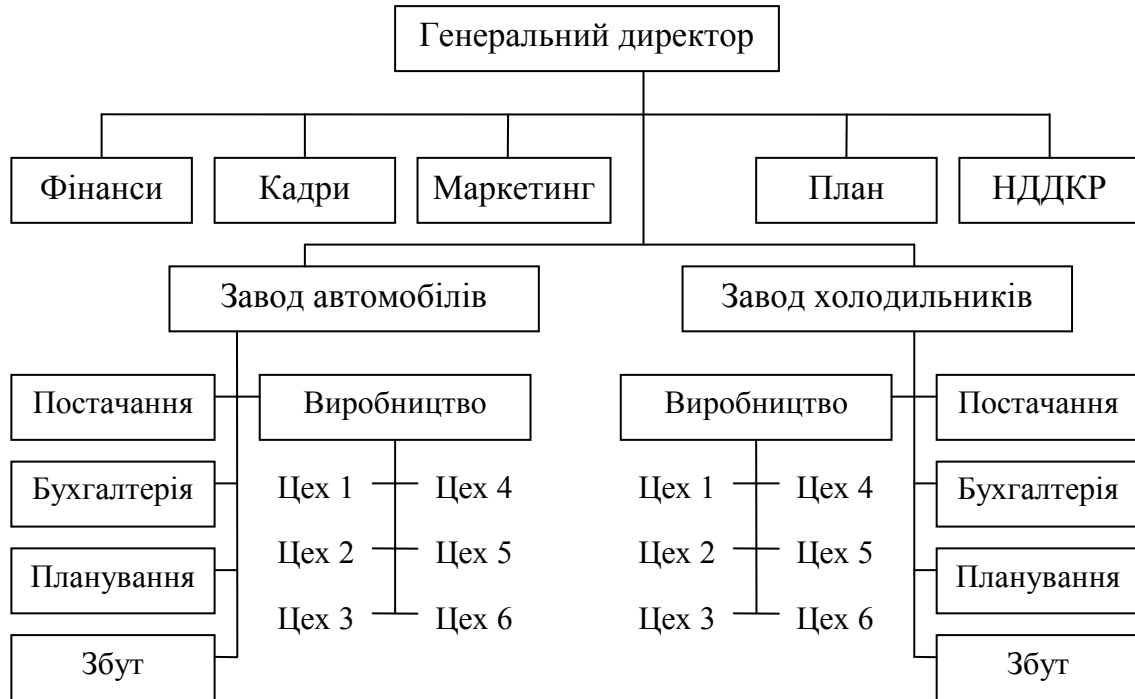 Генеральний директор
Фінанси
Кадри
Маркетинг
План
НДДКР
Завод автомобілів
Завод холодильників
Постачання
Виробництво
Виробництво
Постачання
Бухгалтерія
Цех 1
Цех 4
Цех 1
Цех 4
Бухгалтерія
Планування
Цех 2
Цех 5
Цех 2
Цех 5
Планування
Цех 3
Цех 6
Цех 3
Цех 6
Збут
Збут